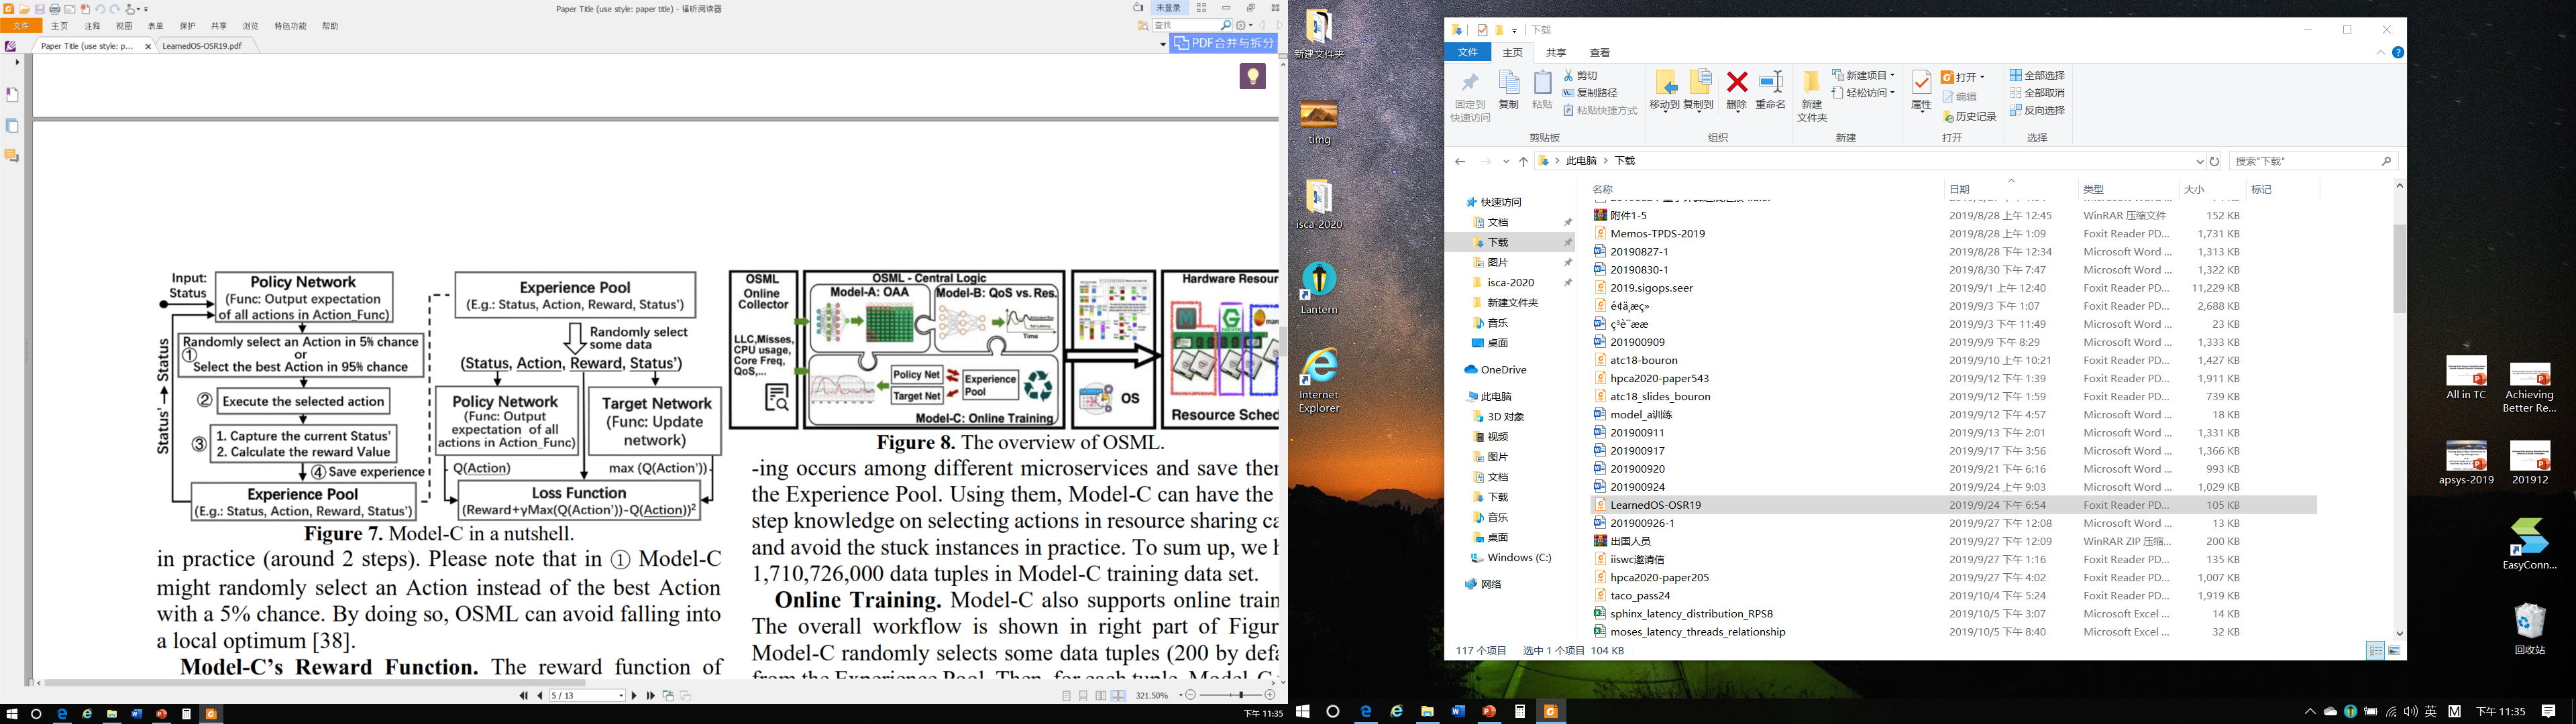 Paper Title (use style: paper title) - 福昕阅读器
未登录
文件 主页 注释 视图 表单 保护 共享 浏览 特色功能 帮助
查找
Paper Title (use style: p... LearnedOS-OSR19.pdf
PDF合并与拆分
Input:
Status
Policy Network
(Func: Output expectation
of all actions in Action_Func)
Randomly select an Action in 5% chance
① or
Select the best Action in 95% chance
② Execute the selected action
③ 1. Capture the current Status'
2. Calculate the reward Value
④ Save experience
Experience Pool
(E.g.: Status, Action, Reward, Status')
Status' → Status
Experience Pool
(E.g.: Status, Action, Reward, Status')
Randomly select
some data
(Status, Action, Reward, Status')
Policy Network
(Func: Output
expectation of all
actions in Action_Func)
Target Network
(Func: Update
network)
Q(Action)
max (Q(Action'))
Loss Function
(Reward+γMax(Q(Action'))-Q(Action))²
Figure 7. Model-C in a nutshell.
in practice (around 2 steps). Please note that in ① Model-C
might randomly select an Action instead of the best Action
with a 5% chance. By doing so, OSML can avoid falling into
a local optimum [38].
Model-C's Reward Function. The reward function of
OSML
Online
Collector
LLC,Misses,
CPU usage,
Core Freq,
QoS,...
OSML - Central Logic
Model-A: OAA
Model-B: QoS vs. Res.
Time
Policy Net
Target Net
Experience
Pool
Model-C: Online Training
OS
Hardware Resour
Resource Sched
Figure 8. The overview of OSML.
-ing occurs among different microservices and save then
the Experience Pool. Using them, Model-C can have the
step knowledge on selecting actions in resource sharing ca
and avoid the stuck instances in practice. To sum up, we h
1,710,726,000 data tuples in Model-C training data set.
Online Training. Model-C also supports online train
The overall workflow is shown in right part of Figur
Model-C randomly selects some data tuples (200 by defa
from the Experience Pool. Then, for each tuple, Model-C
5 / 13
321.50%
下午 11:35
新建文件夹
timg
isca-2020
Lantern
Internet
Explorer
下载
文件 主页 共享 查看
固定到
快速访问
复制
粘贴
剪切
复制路径
粘贴快捷方式
剪贴板
移动到 复制到 删除 重命名
组织
新建
文件夹
新建项目
轻松访问
新建
属性
打开
编辑
历史记录
打开
全部选择
全部取消
反向选择
选择
此电脑 下载
搜索"下载"
快速访问
文档
下载
图片
isca-2020
新建文件夹
音乐
桌面
OneDrive
此电脑
3D 对象
视频
图片
文档
下载
音乐
桌面
Windows (C:)
网络
名称 日期 类型 大小 标记
附件1-5 2019/8/28 上午 12:45 WinRAR 压缩文件 152 KB
Memos-TPDS-2019 2019/8/28 上午 1:09 Foxit Reader PD... 1,731 KB
20190827-1 2019/8/28 下午 12:34 Microsoft Word ... 1,313 KB
20190830-1 2019/8/30 下午 7:47 Microsoft Word ... 1,322 KB
2019.sigops.seer 2019/9/1 上午 12:40 Foxit Reader PD... 11,229 KB
2019/9/3 下午 1:07 Foxit Reader PD... 2,688 KB
2019/9/3 下午 11:49 Microsoft Word ... 23 KB
201900909 2019/9/9 下午 8:29 Microsoft Word ... 1,333 KB
atc18-bouron 2019/9/10 上午 10:21 Foxit Reader PD... 1,427 KB
hpca2020-paper543 2019/9/12 下午 1:39 Foxit Reader PD... 1,911 KB
atc18_slides_bouron 2019/9/12 下午 1:59 Foxit Reader PD... 739 KB
model_a训练 2019/9/12 下午 4:57 Microsoft Word ... 18 KB
201900911 2019/9/13 下午 2:01 Microsoft Word ... 1,331 KB
201900917 2019/9/17 下午 3:56 Microsoft Word ... 1,366 KB
201900920 2019/9/21 下午 6:16 Microsoft Word ... 993 KB
201900924 2019/9/24 上午 9:03 Microsoft Word ... 1,029 KB
LearnedOS-OSR19 2019/9/24 下午 6:54 Foxit Reader PD... 105 KB
201900926-1 2019/9/27 下午 12:08 Microsoft Word ... 13 KB
出国人员 2019/9/27 下午 12:09 WinRAR ZIP 压缩... 200 KB
iiswc邀请信 2019/9/27 下午 1:16 Foxit Reader PD... 135 KB
hpca2020-paper205 2019/9/27 下午 4:02 Foxit Reader PD... 1,007 KB
taco_pass24 2019/10/4 下午 5:24 Foxit Reader PD... 1,919 KB
sphinx_latency_distribution_RPS8 2019/10/5 下午 3:07 Microsoft Excel ... 14 KB
moses_latency_threads_relationship 2019/10/5 下午 8:40 Microsoft Excel ... 32 KB
117 个项目 选中 1 个项目 104 KB
All in TC
Achieving
Better Re...
apsys-2019
201912
EasyConn...
回收站
英
下午 11:35